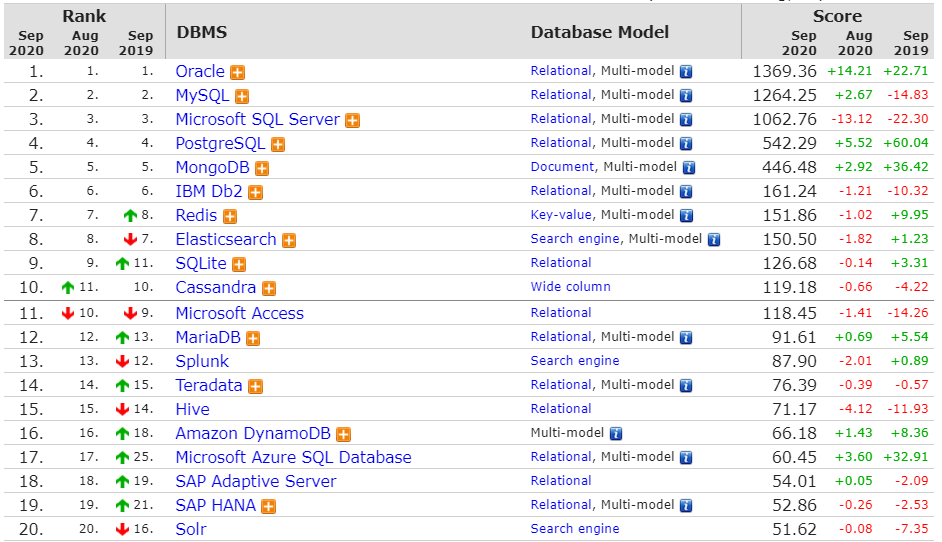 Rank Score
Sep 2020 Aug 2020 Sep 2019 DBMS Database Model Sep 2020 Aug 2020 Sep 2019
1. 1. 1. Oracle Relational, Multi-model 1369.36 +14.21 +22.71
2. 2. 2. MySQL Relational, Multi-model 1264.25 +2.67 -14.83
3. 3. 3. Microsoft SQL Server Relational, Multi-model 1062.76 -13.12 -22.30
4. 4. 4. PostgreSQL Relational, Multi-model 542.29 +5.52 +60.04
5. 5. 5. MongoDB Document, Multi-model 446.48 +2.92 +36.42
6. 6. 6. IBM Db2 Relational, Multi-model 161.24 -1.21 -10.32
7. 7. 8. Redis Key-value, Multi-model 151.86 -1.02 +9.95
8. 8. 7. Elasticsearch Search engine, Multi-model 150.50 -1.82 +1.23
9. 9. 11. SQLite Relational 126.68 -0.14 +3.31
10. 11. 10. Cassandra Wide column 119.18 -0.66 -4.22
11. 10. 9. Microsoft Access Relational 118.45 -1.41 -14.26
12. 12. 13. MariaDB Relational, Multi-model 91.61 +0.69 +5.54
13. 13. 12. Splunk Search engine 87.90 -2.01 +0.89
14. 14. 15. Teradata Relational, Multi-model 76.39 -0.39 -0.57
15. 15. 14. Hive Relational 71.17 -4.12 -11.93
16. 16. 18. Amazon DynamoDB Multi-model 66.18 +1.43 +8.36
17. 17. 25. Microsoft Azure SQL Database Relational, Multi-model 60.45 +3.60 +32.91
18. 18. 19. SAP Adaptive Server Relational 54.01 +0.05 -2.09
19. 19. 21. SAP HANA Relational, Multi-model 52.86 -0.26 -2.53
20. 20. 16. Solr Search engine 51.62 -0.08 -7.35